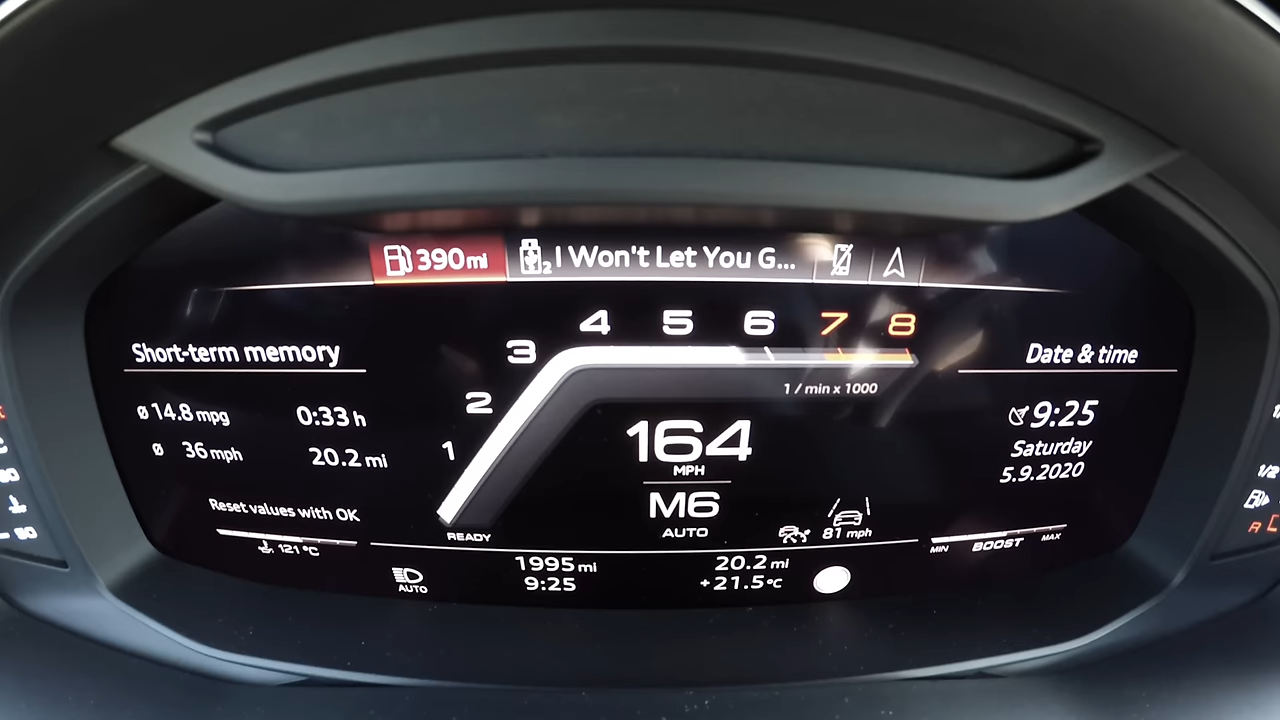 390mi
2 I Won't Let You G...
4 5 6 7 8
3
2
1
1 / min x 1000
Short-term memory
ø 14.8 mpg 0:33 h
ø 36 mph 20.2 mi
Reset values with OK
121 °C
164
MPH
M6
AUTO
READY
81 mph
Date & time
9:25
Saturday
5.9.2020
MIN BOOST MAX
AUTO
1995 mi 20.2 mi
9:25 +21.5 °C
1/2